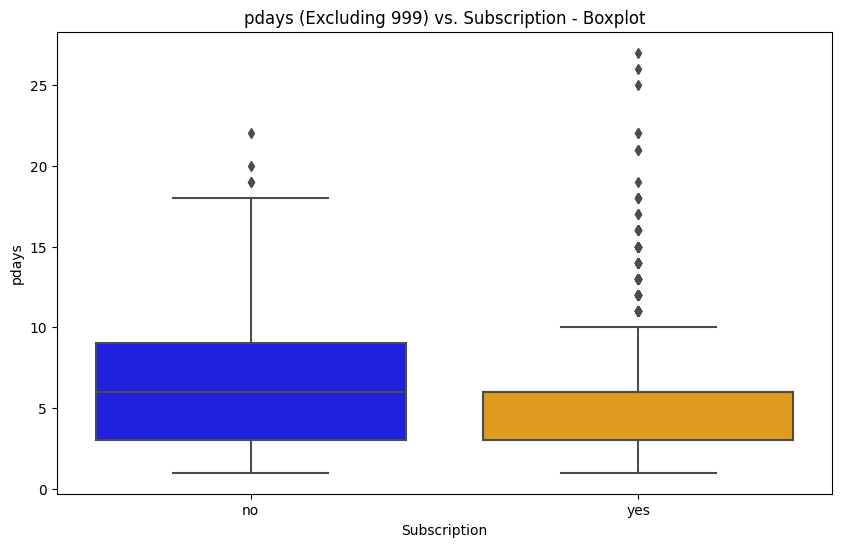 pdays (Excluding 999) vs. Subscription - Boxplot
25
20
15
10
5
0
pdays
no
yes
Subscription